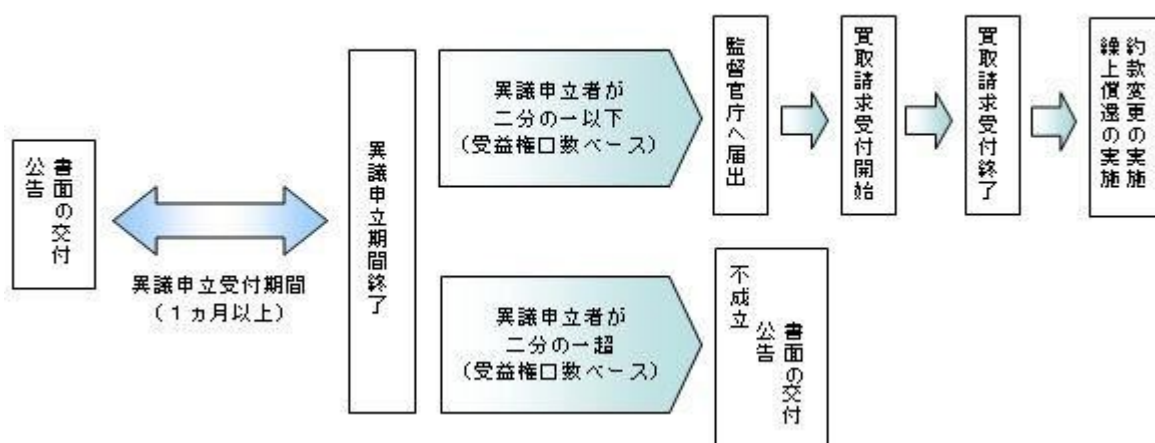 書面の交付
公告
異議申立受付期間
(1ヵ月以上)
異議申立期間終了
異議申立者が
二分の一以下
(受益権口数ベース)
監督官庁へ届出
買取請求受付開始
買取請求受付終了
約款変更の実施
繰上償還の実施
異議申立者が
二分の一超
(受益権口数ベース)
不成立
書面の交付
公告